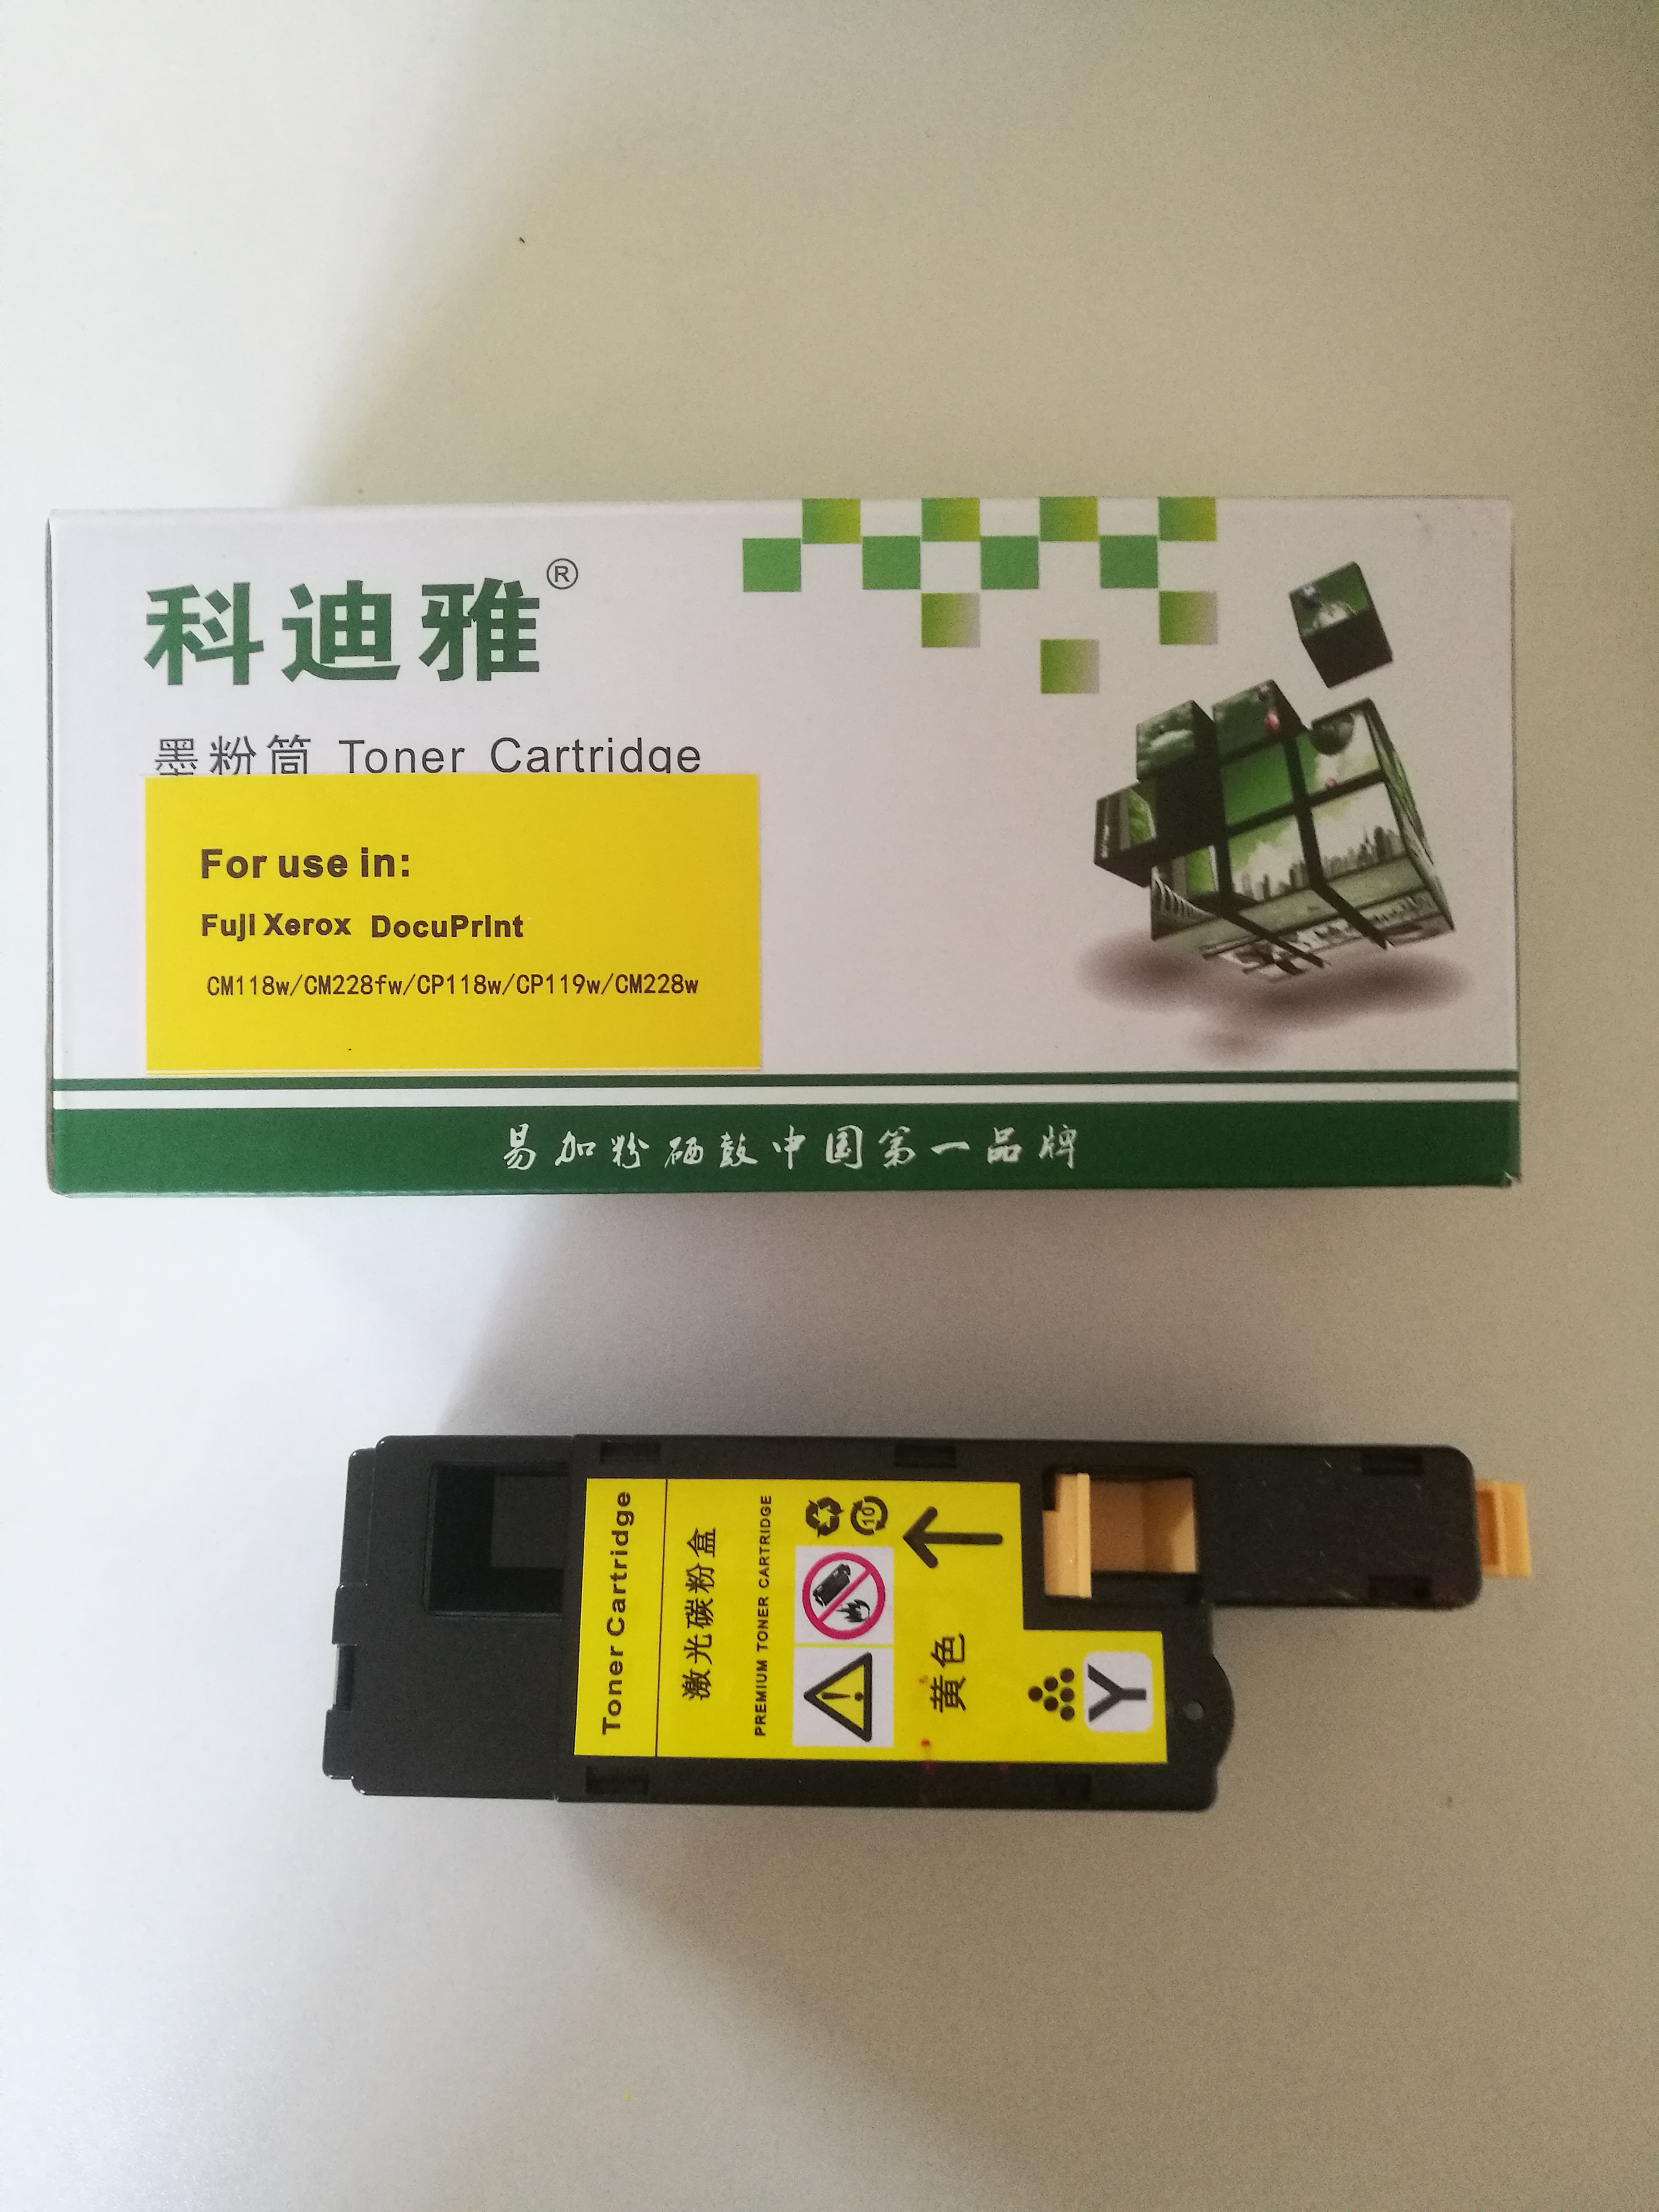 科迪雅®
墨粉筒 Toner Cartridge
For use in:
Fuji Xerox DocuPrint
CM118w/CM228fw/CP118w/CP119w/CM228w
易加粉硒鼓中国第一品牌
Toner Cartridge
激光碳粉盒
PREMIUM TONER CARTRIDGE
10
黄色
Y